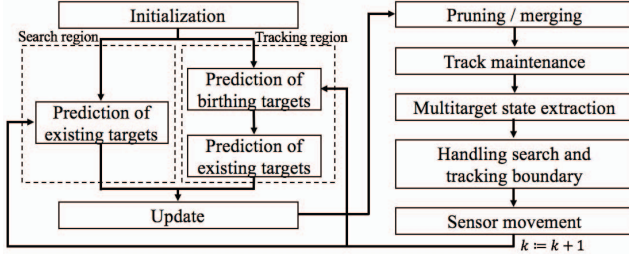 Initialization
Search region
Tracking region
Prediction of
existing targets
Prediction of
birthing targets
Prediction of
existing targets
Update
Pruning / merging
Track maintenance
Multitarget state extraction
Handling search and
tracking boundary
Sensor movement
k ≔ k + 1